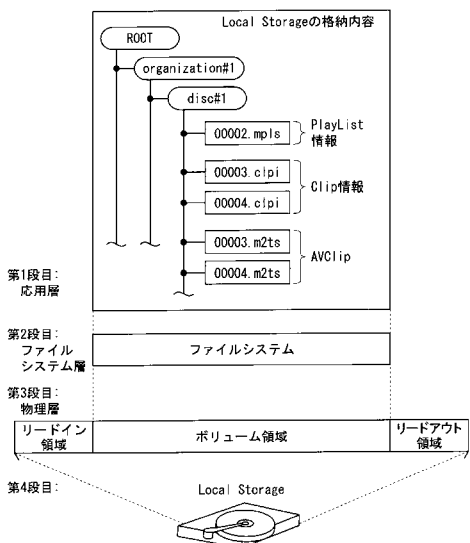 Local Storageの格納内容
ROOT
organization#1
disc#1
00002.mpls
PlayList
情報
00003.clpi
00004.clpi
Clip情報
00003.m2ts
00004.m2ts
AVClip
第1段目:
応用層
第2段目:
ファイル
システム層
ファイルシステム
第3段目:
物理層
リードイン
領域
ボリューム領域
リードアウト
領域
第4段目:
Local Storage